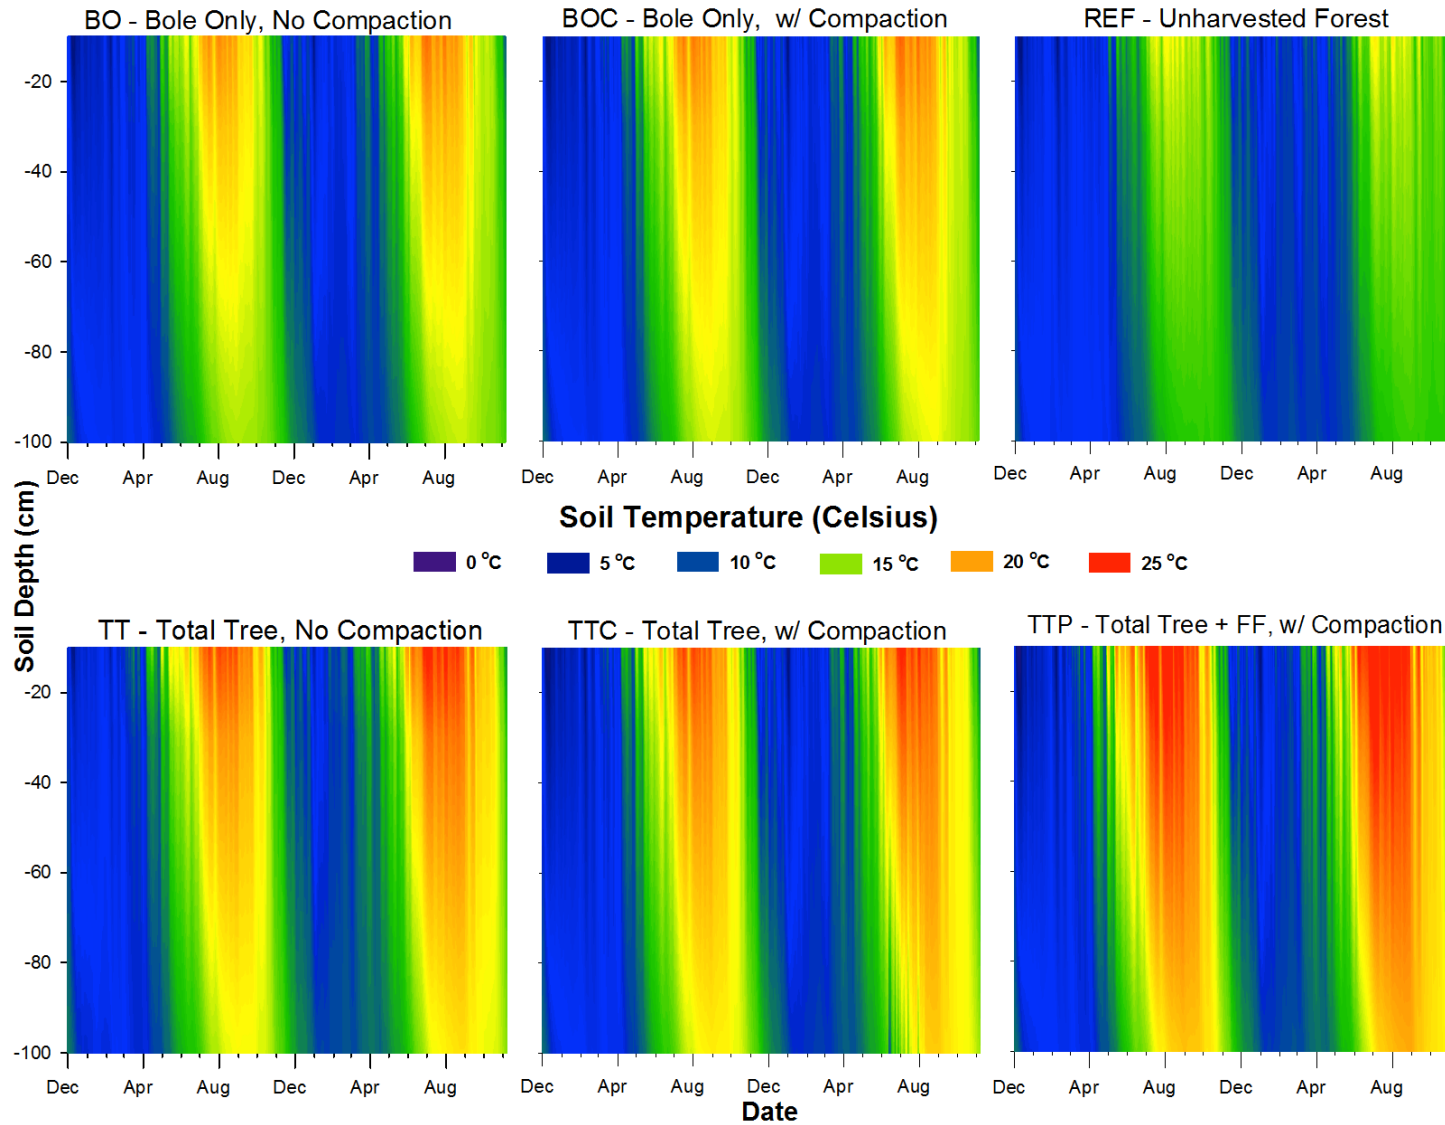 BO - Bole Only, No Compaction
BOC - Bole Only, w/ Compaction
REF - Unharvested Forest
-20
-40
-60
-80
-100
Dec Apr Aug Dec Apr Aug
Dec Apr Aug Dec Apr Aug
Dec Apr Aug Dec Apr Aug
Soil Depth (cm)
Soil Temperature (Celsius)
0 °C 5 °C 10 °C 15 °C 20 °C 25 °C
TT - Total Tree, No Compaction
TTC - Total Tree, w/ Compaction
TTP - Total Tree + FF, w/ Compaction
-20
-40
-60
-80
-100
Dec Apr Aug Dec Apr Aug
Dec Apr Aug Dec Apr Aug
Dec Apr Aug Dec Apr Aug
Date